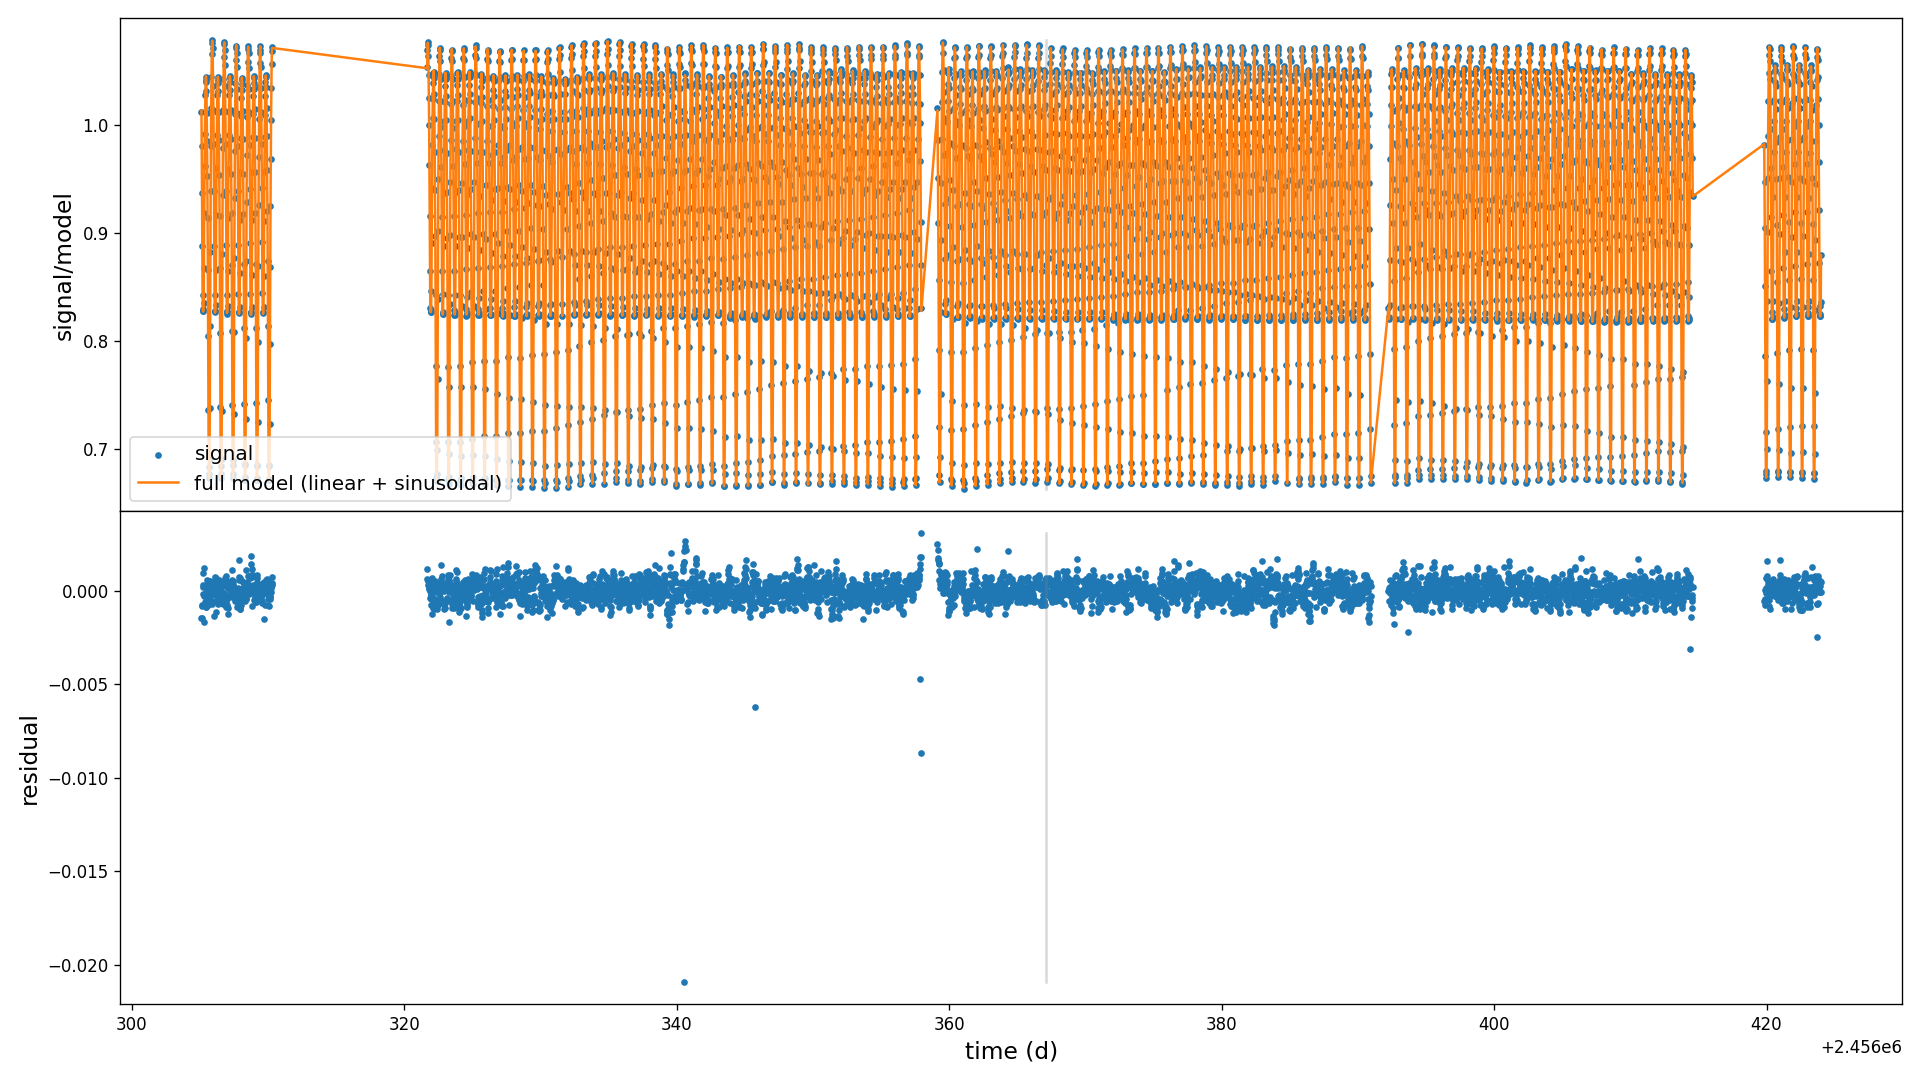 1.0
0.9
0.8
0.7
signal/model
signal
full model (linear + sinusoidal)
0.000
−0.005
−0.010
−0.015
−0.020
residual
300
320
340
360
380
400
420
time (d)
+2.456e6